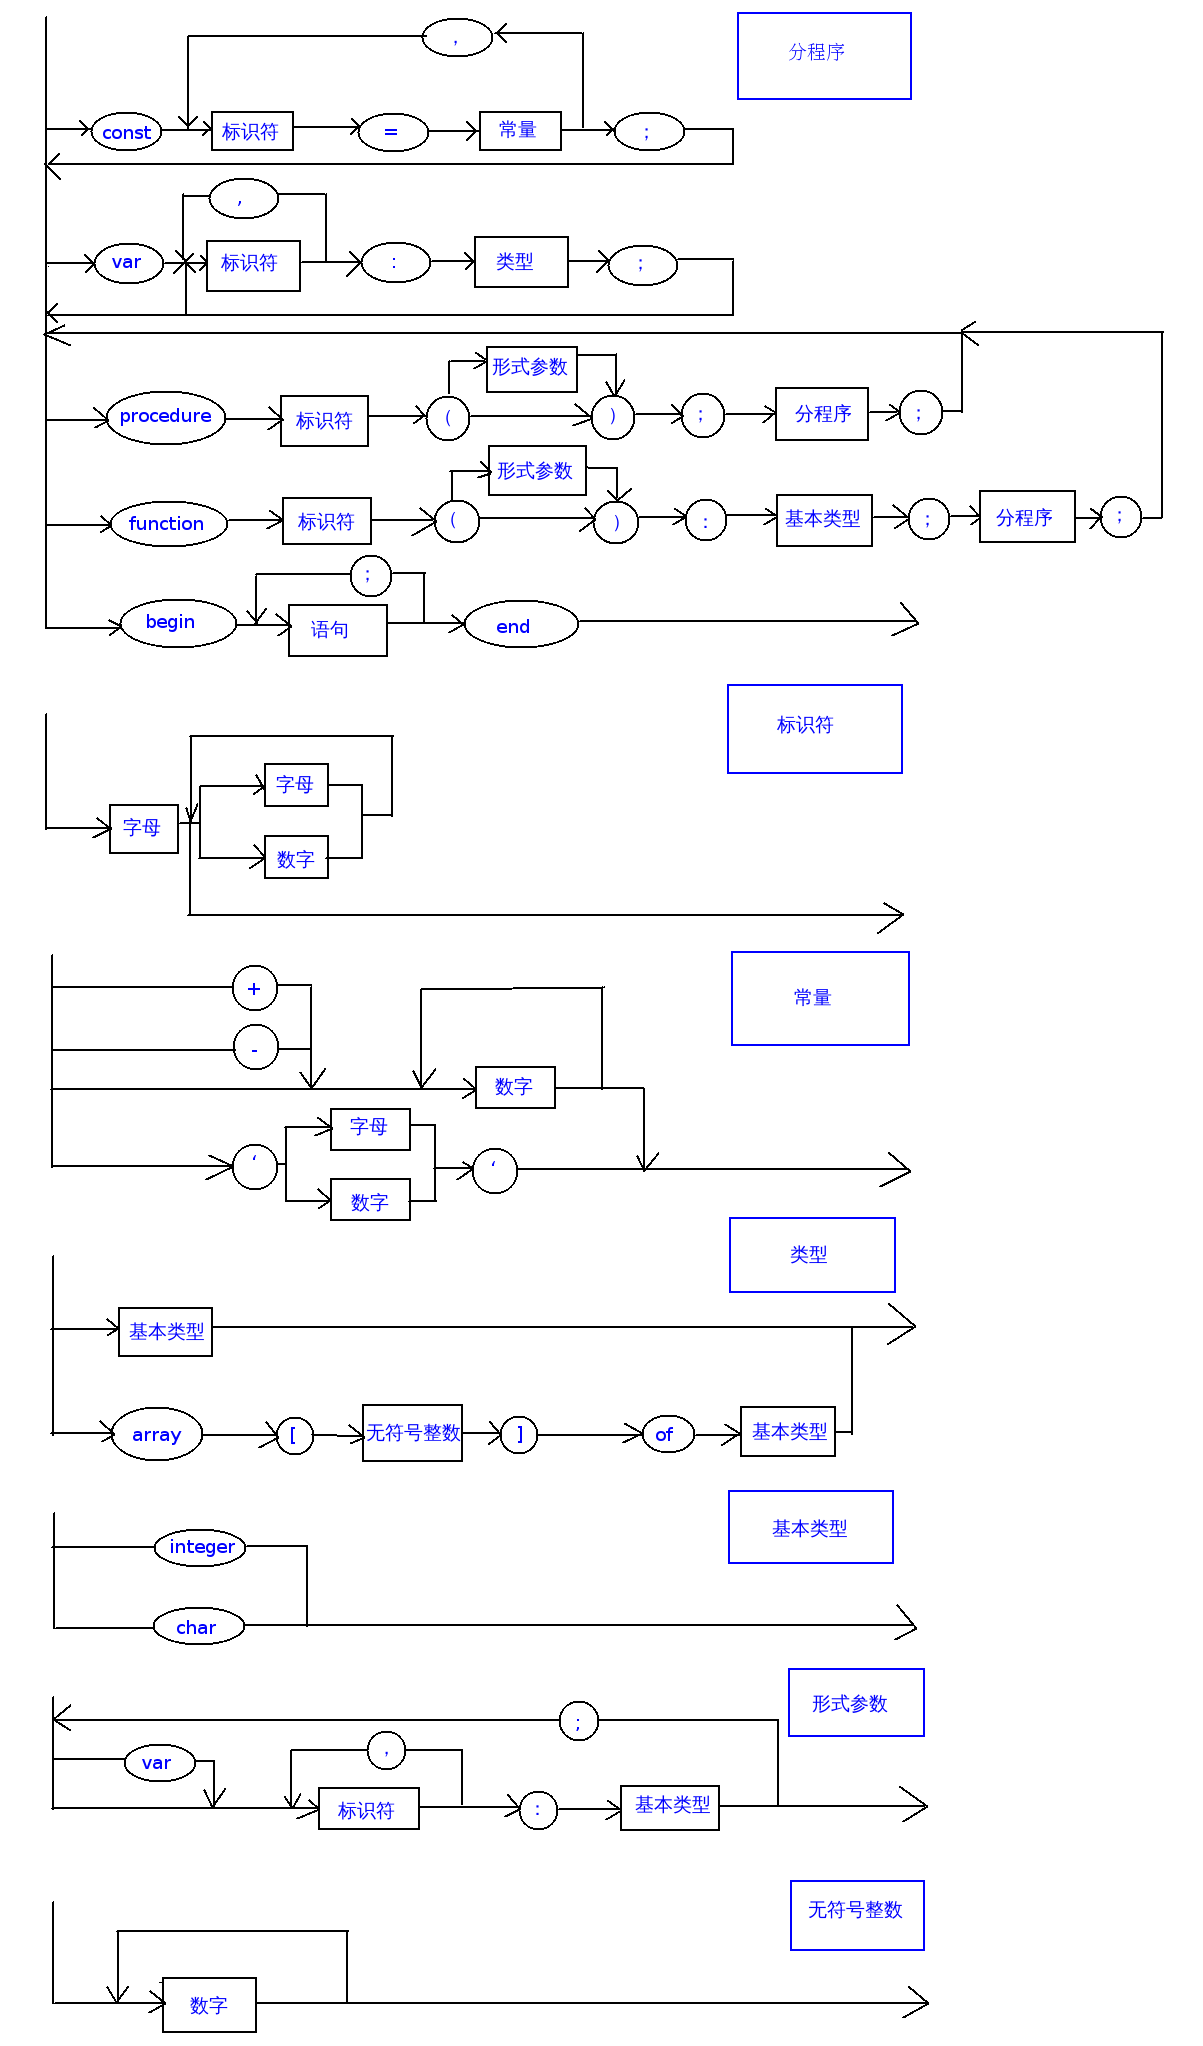 分程序
,
const 标识符 = 常量 ;
,
var 标识符 : 类型 ;
形式参数
procedure 标识符 ( ) ; 分程序 ;
形式参数
function 标识符 ( ) : 基本类型 ; 分程序 ;
;
begin 语句 end
标识符
字母
字母
数字
常量
+
-
数字
字母
‘ ‘
数字
类型
基本类型
array [ 无符号整数 ] of 基本类型
基本类型
integer
char
形式参数
;
var ,
标识符 : 基本类型
无符号整数
数字